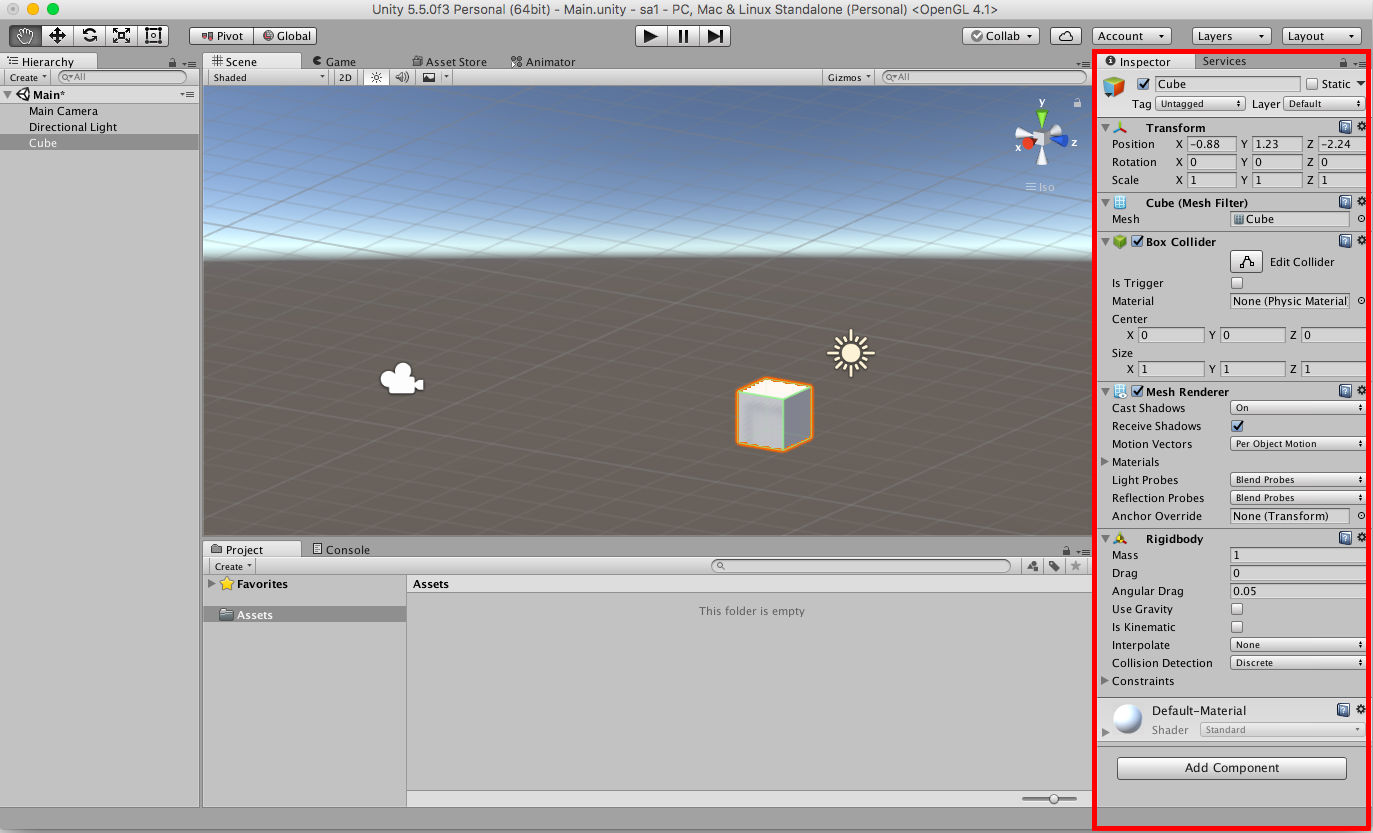 Unity 5.5.0f3 Personal (64bit) - Main.unity - sa1 - PC, Mac & Linux Standalone (Personal) <OpenGL 4.1>
Pivot Global Collab Account Layers Layout
Hierarchy
Create All
Main*
Main Camera
Directional Light
Cube
Scene Game Asset Store Animator
Shaded 2D Gizmos All
y
x z
Iso
Project Console
Create
Favorites
Assets
Assets
This folder is empty
Inspector Services
Cube Static
Tag Untagged Layer Default
Transform
Position X -0.88 Y 1.23 Z -2.24
Rotation X 0 Y 0 Z 0
Scale X 1 Y 1 Z 1
Cube (Mesh Filter)
Mesh Cube
Box Collider
Edit Collider
Is Trigger
Material None (Physic Material
Center
X 0 Y 0 Z 0
Size
X 1 Y 1 Z 1
Mesh Renderer
Cast Shadows On
Receive Shadows
Motion Vectors Per Object Motion
Materials
Light Probes Blend Probes
Reflection Probes Blend Probes
Anchor Override None (Transform)
Rigidbody
Mass 1
Drag 0
Angular Drag 0.05
Use Gravity
Is Kinematic
Interpolate None
Collision Detection Discrete
Constraints
Default-Material
Shader Standard
Add Component